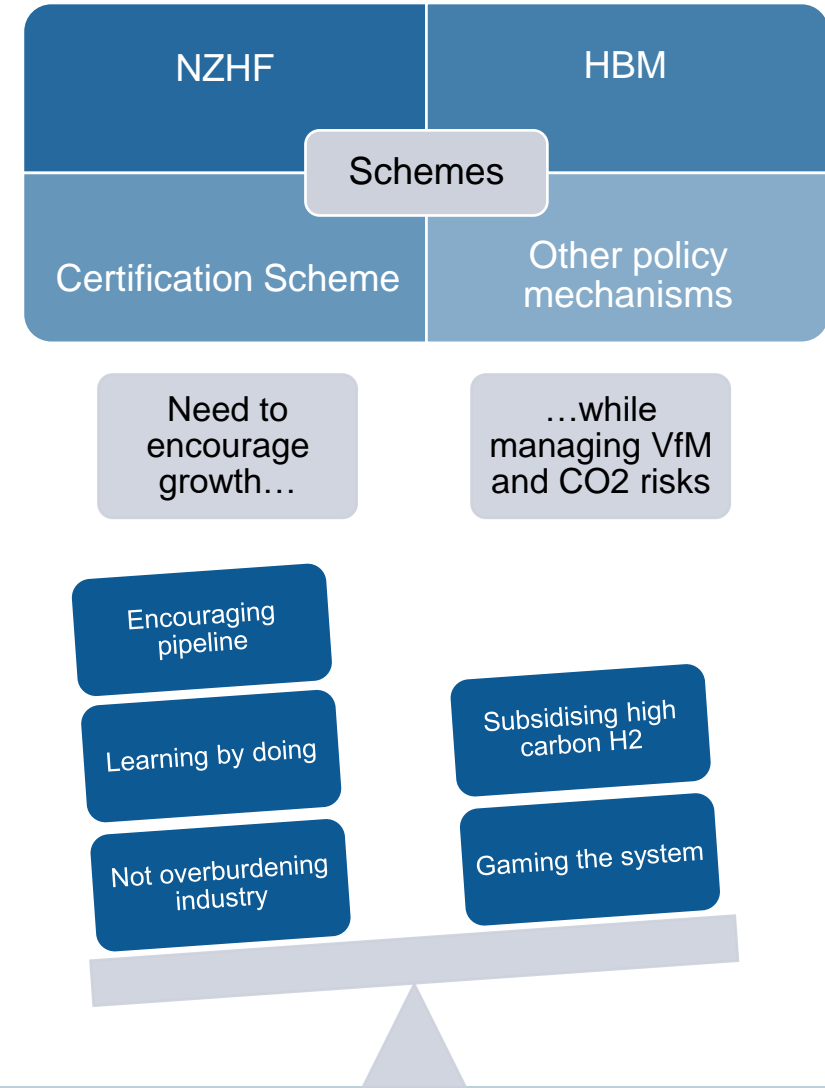 NZHF
HBM
Schemes
Certification Scheme
Other policy
mechanisms
Need to
encourage
growth…
…while
managing VfM
and CO2 risks
Encouraging
pipeline
Learning by doing
Not overburdening
industry
Subsidising high
carbon H2
Gaming the system